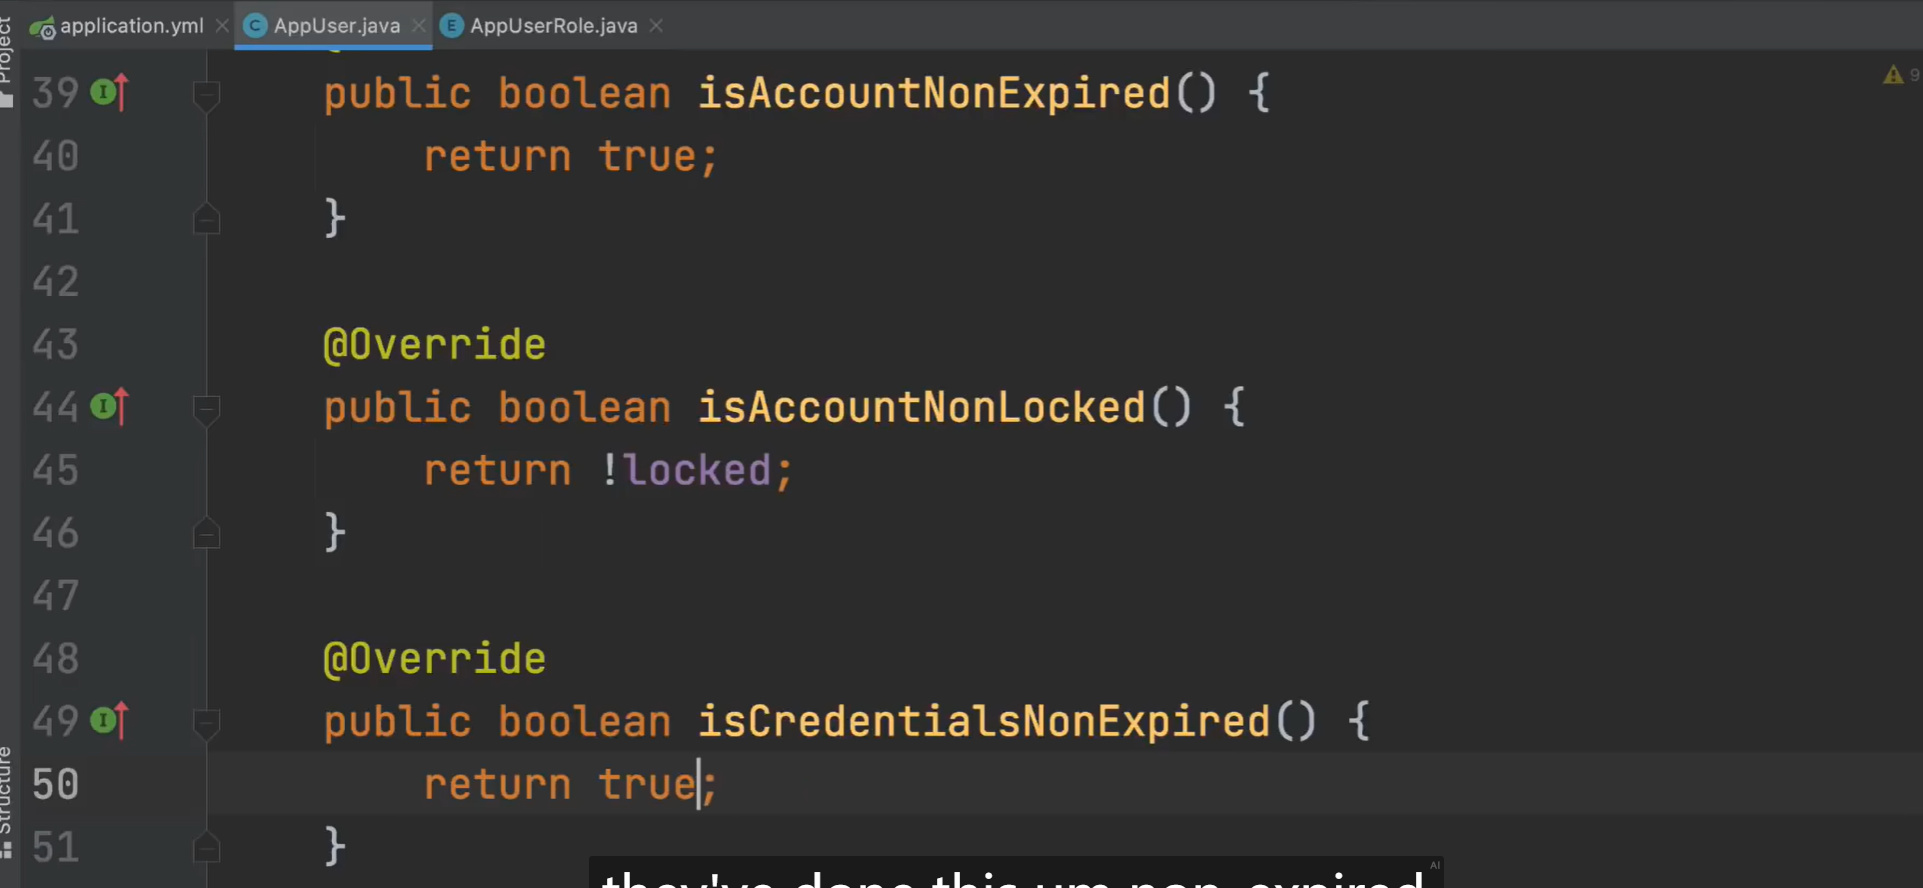 application.yml AppUser.java AppUserRole.java
Project
39 public boolean isAccountNonExpired() {
40 return true;
41 }
42
43 @Override
44 public boolean isAccountNonLocked() {
45 return !locked;
46 }
47
48 @Override
49 public boolean isCredentialsNonExpired() {
50 return true;
51 }
Structure
9
AI
they've done this um non-expired